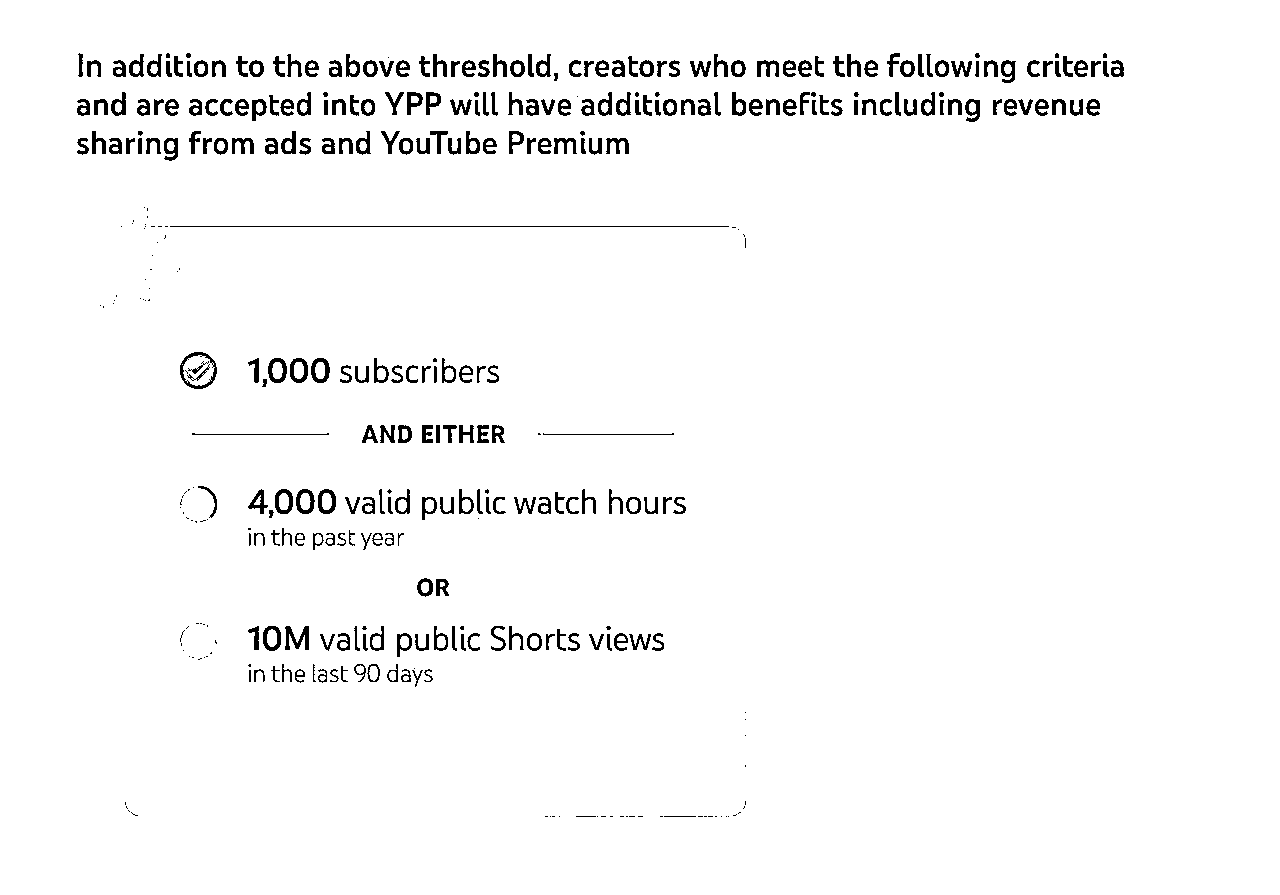 In addition to the above threshold, creators who meet the following criteria
and are accepted into YPP will have additional benefits including revenue
sharing from ads and YouTube Premium
1,000 subscribers
AND EITHER
4,000 valid public watch hours
in the past year
OR
10M valid public Shorts views
in the last 90 days